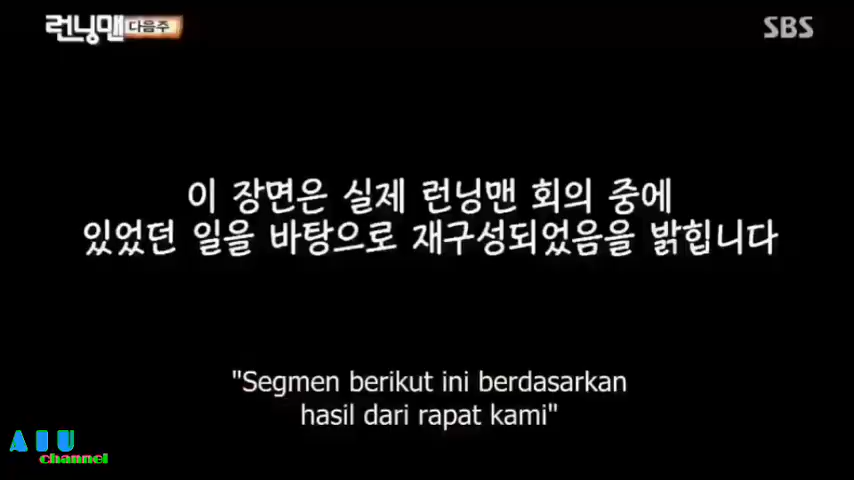 런닝맨 다음주
SBS
이 장면은 실제 런닝맨 회의 중에
있었던 일을 바탕으로 재구성되었음을 밝힙니다
"Segmen berikut ini berdasarkan
hasil dari rapat kami"
AIU
channel